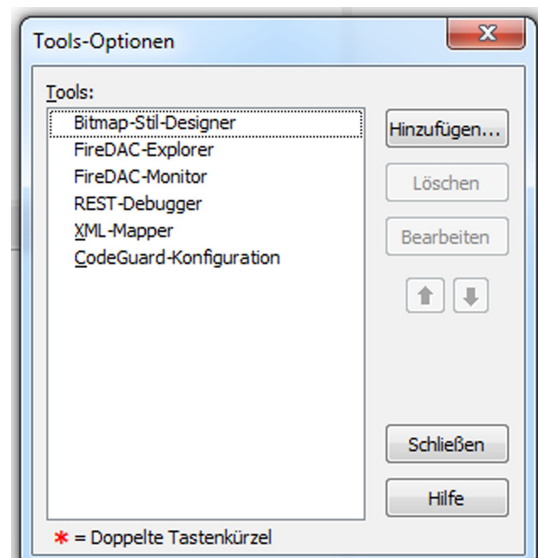 Tools-Optionen
Tools:
Bitmap-Stil-Designer
FireDAC-Explorer
FireDAC-Monitor
REST-Debugger
XML-Mapper
CodeGuard-Konfiguration
Hinzufügen...
Löschen
Bearbeiten
Schließen
Hilfe
* = Doppelte Tastenkürzel